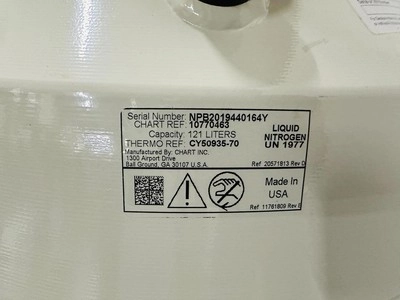 Serial Number: NPB2019440164Y
CHART REF: 10770463
Capacity: 121 LITERS
THERMO REF: CY50935-70
Manufactured By: CHART INC.
1300 Airport Drive
Ball Ground, GA 30107 U.S.A.
LIQUID
NITROGEN
UN 1977
Ref 20571813 Rev D
Made In
USA
Ref 11761809 Rev E